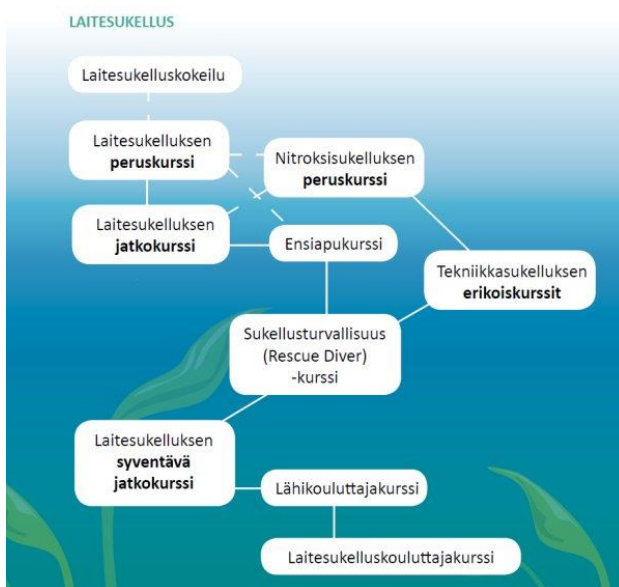 LAITESUKELLUS
Laitesukelluskokeilu
Laitesukelluksen
peruskurssi
Nitroksisukelluksen
peruskurssi
Laitesukelluksen
jatkokurssi
Ensiapukurssi
Tekniikkasukelluksen
erikoiskurssit
Sukellusturvallisuus
(Rescue Diver)
-kurssi
Laitesukelluksen
syventävä
jatkokurssi
Lähikouluttajakurssi
Laitesukelluskouluttajakurssi